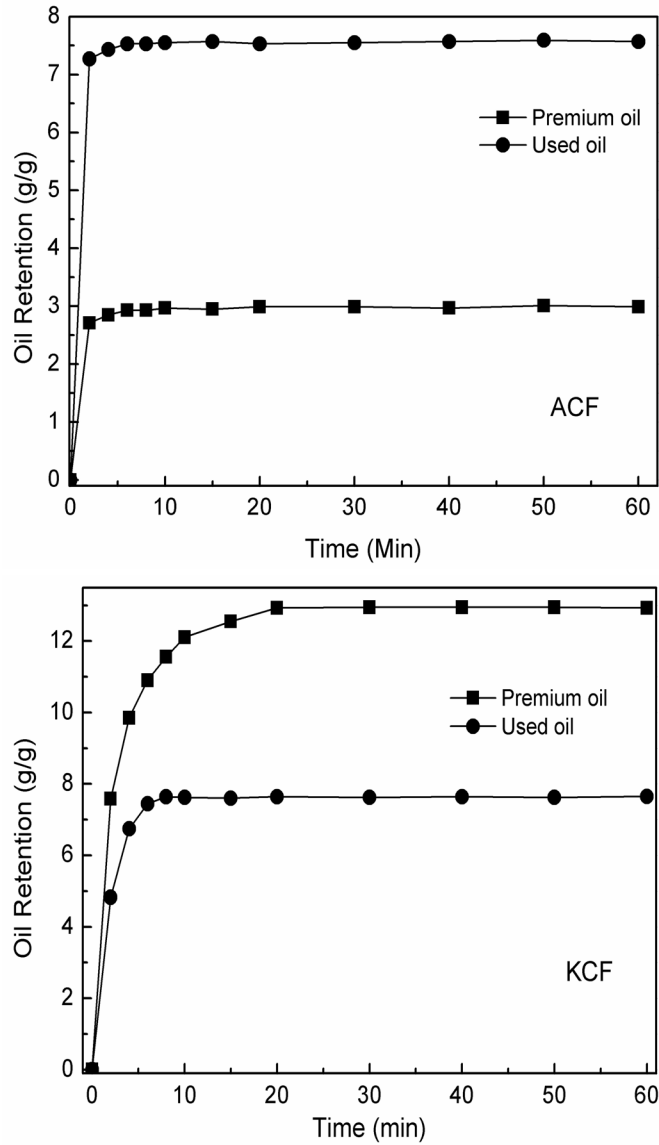 8
7
6
5
4
3
2
1
0
Oil Retention (g/g)
Premium oil
Used oil
ACF
0 10 20 30 40 50 60
Time (Min)
12
10
8
6
4
2
0
Oil Retention (g/g)
Premium oil
Used oil
KCF
0 10 20 30 40 50 60
Time (min)